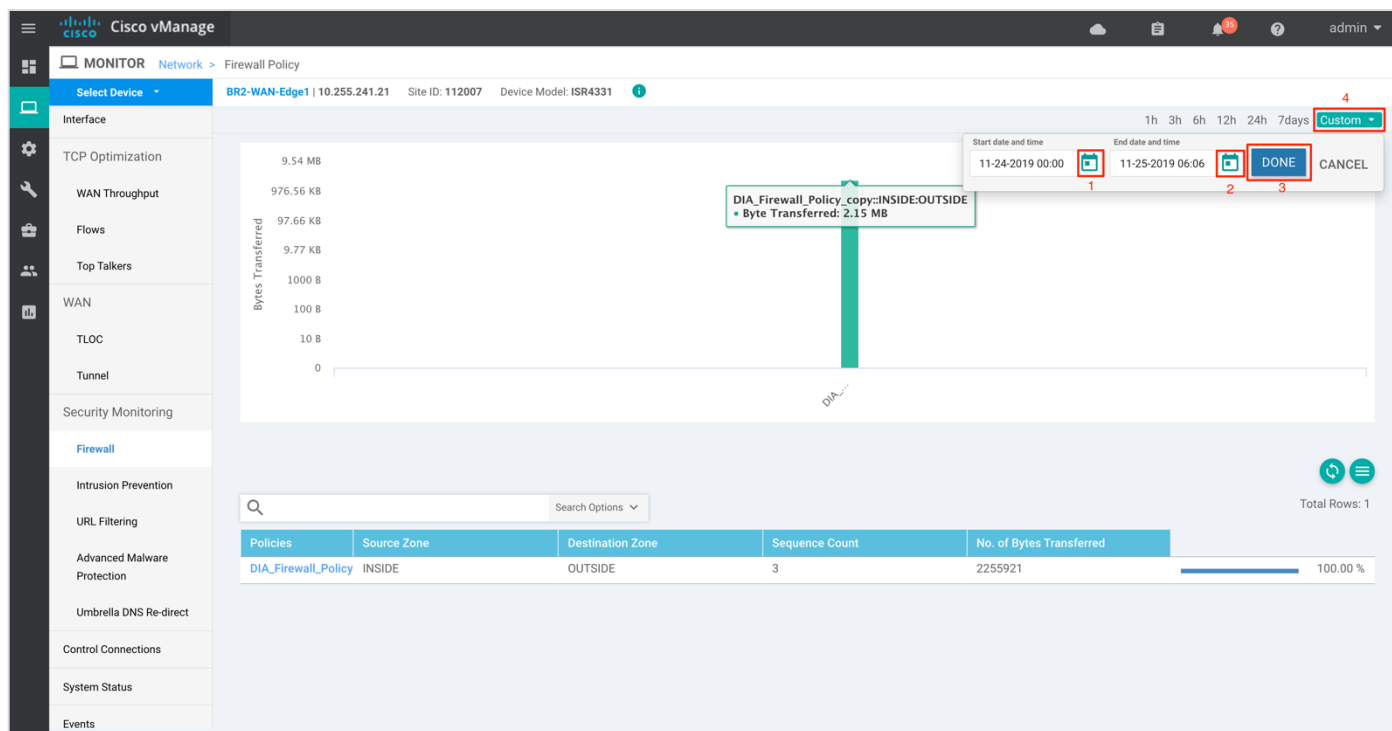 cisco Cisco vManage 35 admin
MONITOR Network > Firewall Policy
Select Device BR2-WAN-Edge1 | 10.255.241.21 Site ID: 112007 Device Model: ISR4331 i
4
1h 3h 6h 12h 24h 7days Custom
Start date and time End date and time
11-24-2019 00:00 11-25-2019 06:06 DONE CANCEL
1 2 3
Interface
TCP Optimization
WAN Throughput
Flows
Top Talkers
WAN
TLOC
Tunnel
Security Monitoring
Firewall
Intrusion Prevention
URL Filtering
Advanced Malware
Protection
Umbrella DNS Re-direct
Control Connections
System Status
Events
Bytes Transferred
9.54 MB
976.56 KB
97.66 KB
9.77 KB
1000 B
100 B
10 B
0
DIA_Firewall_Policy_copy::INSIDE:OUTSIDE
Byte Transferred: 2.15 MB
DIA_...
Search Options
Total Rows: 1
Policies Source Zone Destination Zone Sequence Count No. of Bytes Transferred
DIA_Firewall_Policy INSIDE OUTSIDE 3 2255921 100.00 %